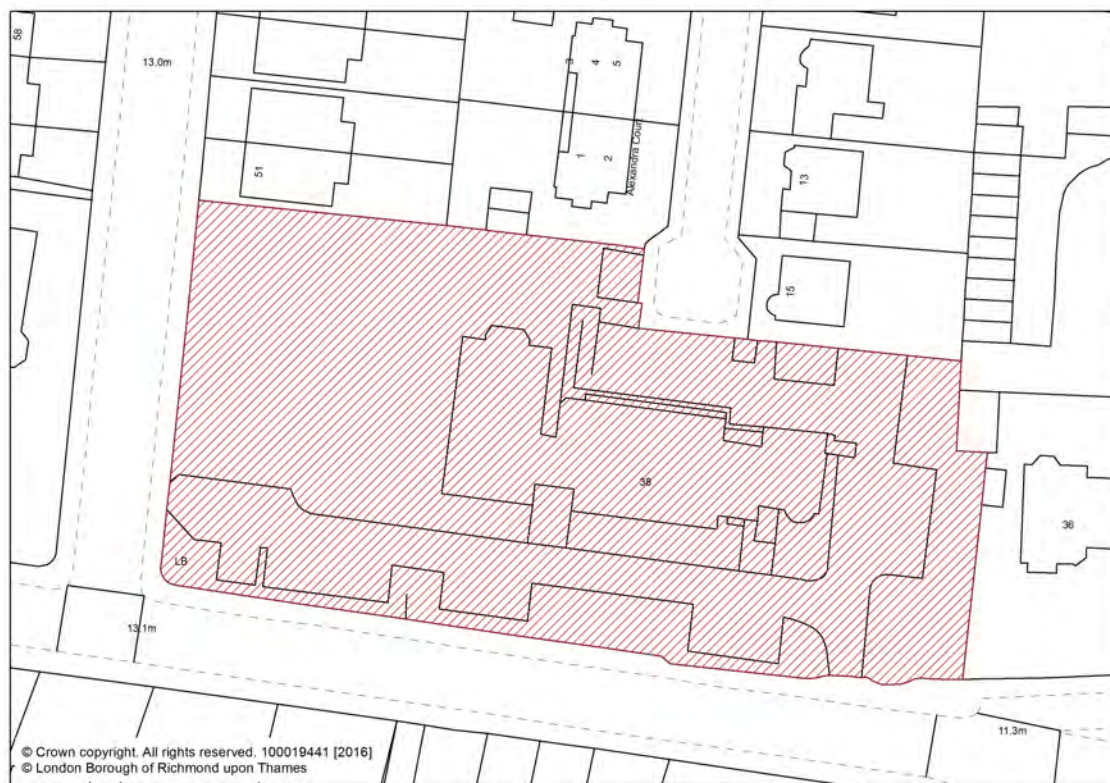 58
13.0m
3
4
5
1
2
Alexandra Court
51
13
15
38
36
LB
13.1m
11.3m
© Crown copyright. All rights reserved. 100019441 [2016]
© London Borough of Richmond upon Thames